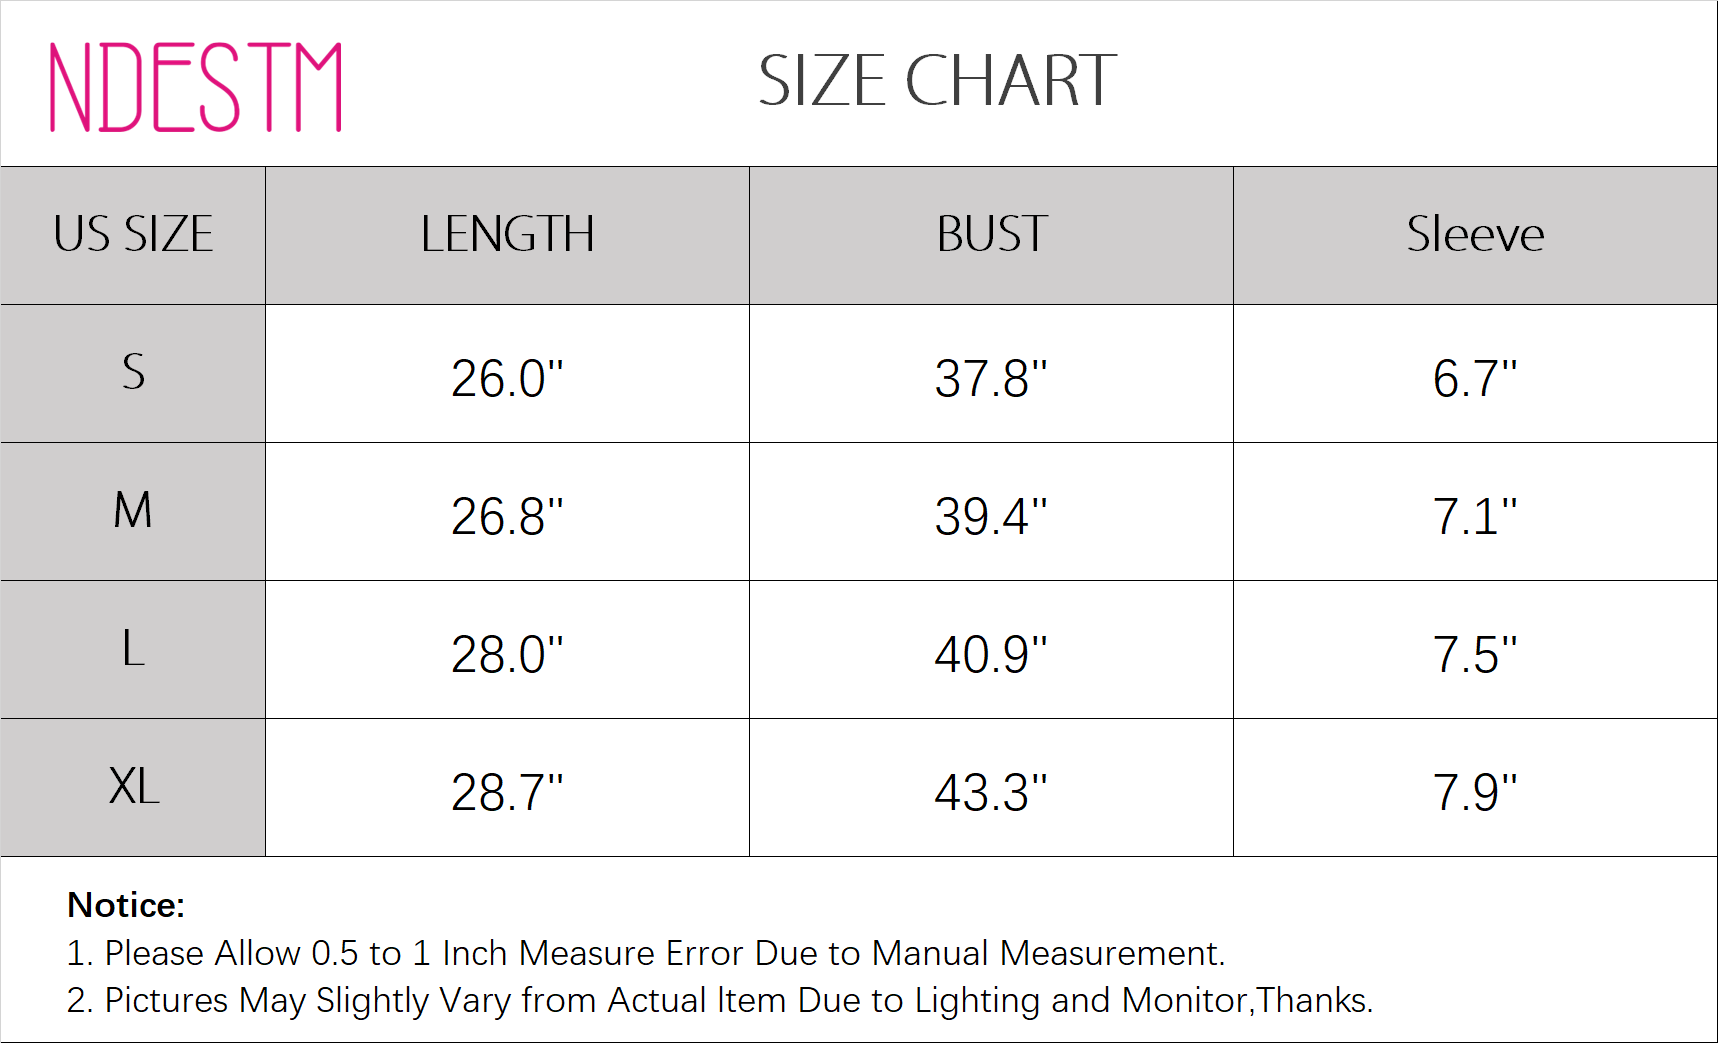 NDESTM
SIZE CHART
US SIZE LENGTH BUST Sleeve
S 26.0" 37.8" 6.7"
M 26.8" 39.4" 7.1"
L 28.0" 40.9" 7.5"
XL 28.7" 43.3" 7.9"
Notice:
1. Please Allow 0.5 to 1 Inch Measure Error Due to Manual Measurement.
2. Pictures May Slightly Vary from Actual Item Due to Lighting and Monitor,Thanks.